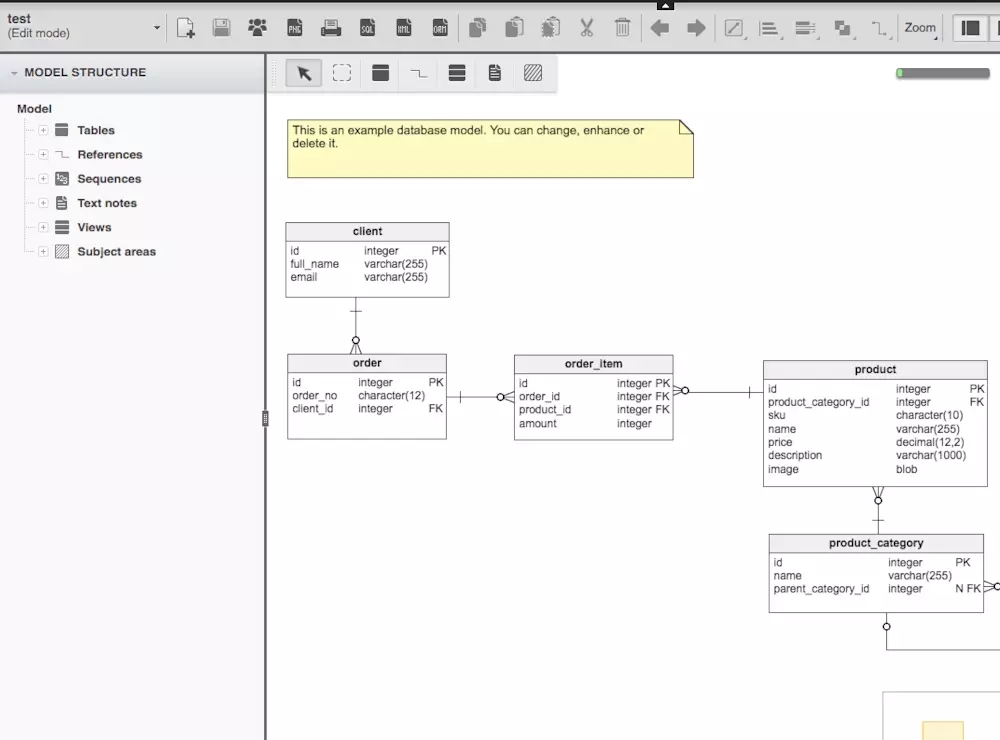 test
(Edit mode)
PNG
SQL
XML
ORM
Zoom
MODEL STRUCTURE
Model
Tables
References
123 Sequences
Text notes
Views
Subject areas
This is an example database model. You can change, enhance or
delete it.
client
id integer PK
full_name varchar(255)
email varchar(255)
order
id integer PK
order_no character(12)
client_id integer FK
order_item
id integer PK
order_id integer FK
product_id integer FK
amount integer
product
id integer PK
product_category_id integer FK
sku character(10)
name varchar(255)
price decimal(12,2)
description varchar(1000)
image blob
product_category
id integer PK
name varchar(255)
parent_category_id integer N FK